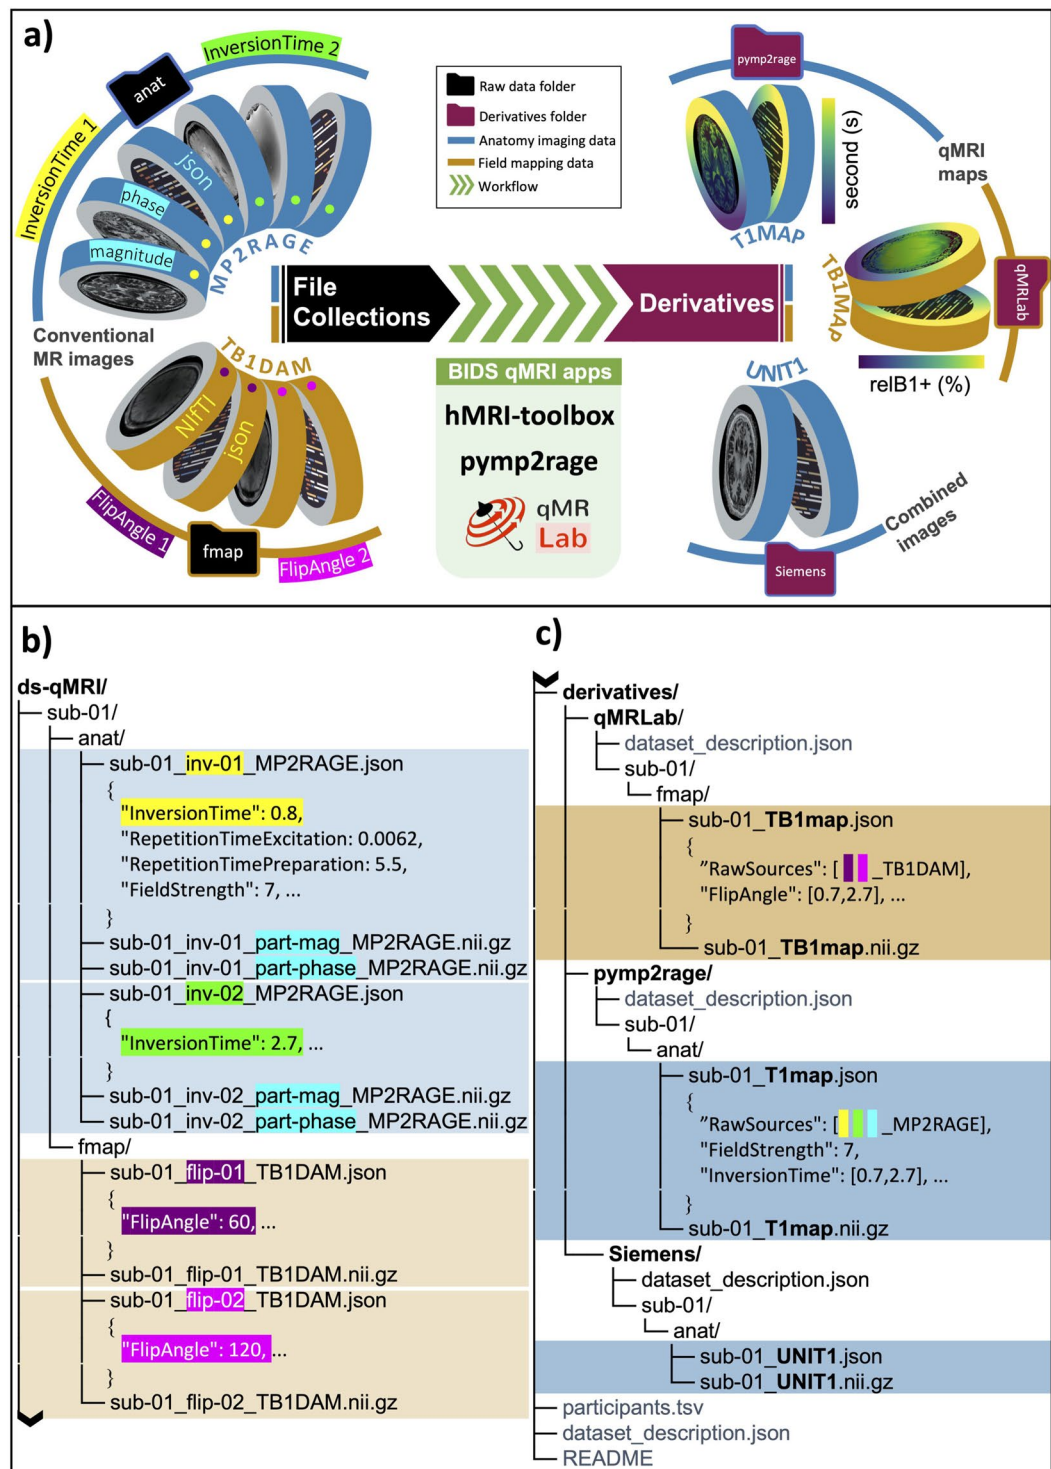 a)
InversionTime 2
anat
InversionTime 1
json
phase
magnitude
MP2RAGE
Conventional
MR images
TB1DAM
NIfTI
json
FlipAngle 1
fmap
FlipAngle 2
Raw data folder
Derivatives folder
Anatomy imaging data
Field mapping data
Workflow
File
Collections
Derivatives
BIDS qMRI apps
hMRI-toolbox
pymp2rage
qMR
Lab
pymp2rage
second (s)
T1MAP
qMRI
maps
TB1MAP
qMRLab
relB1+ (%)
UNIT1
Combined
images
Siemens
b)
ds-qMRI/
sub-01/
anat/
sub-01_inv-01_MP2RAGE.json
{
"InversionTime": 0.8,
"RepetitionTimeExcitation: 0.0062,
"RepetitionTimePreparation: 5.5,
"FieldStrength": 7, ...
}
sub-01_inv-01_part-mag_MP2RAGE.nii.gz
sub-01_inv-01_part-phase_MP2RAGE.nii.gz
sub-01_inv-02_MP2RAGE.json
{
"InversionTime": 2.7, ...
}
sub-01_inv-02_part-mag_MP2RAGE.nii.gz
sub-01_inv-02_part-phase_MP2RAGE.nii.gz
fmap/
sub-01_flip-01_TB1DAM.json
{
"FlipAngle": 60, ...
}
sub-01_flip-01_TB1DAM.nii.gz
sub-01_flip-02_TB1DAM.json
{
"FlipAngle": 120, ...
}
sub-01_flip-02_TB1DAM.nii.gz
c)
derivatives/
qMRLab/
dataset_description.json
sub-01/
fmap/
sub-01_TB1map.json
{
"RawSources": [ _TB1DAM],
"FlipAngle": [0.7,2.7], ...
}
sub-01_TB1map.nii.gz
pymp2rage/
dataset_description.json
sub-01/
anat/
sub-01_T1map.json
{
"RawSources": [ _MP2RAGE],
"FieldStrength": 7,
"InversionTime": [0.7,2.7], ...
}
sub-01_T1map.nii.gz
Siemens/
dataset_description.json
sub-01/
anat/
sub-01_UNIT1.json
sub-01_UNIT1.nii.gz
participants.tsv
dataset_description.json
README